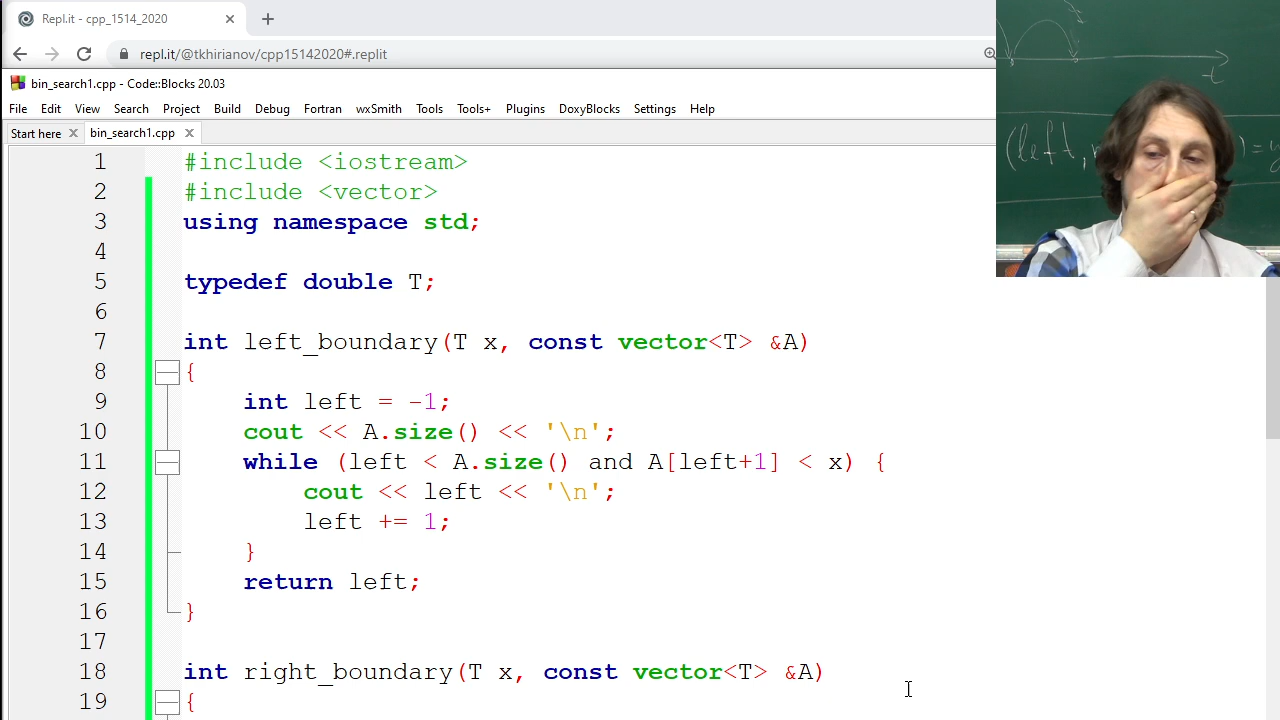 Repl.it - cpp_1514_2020
repl.it/@tkhirianov/cpp15142020#.replit
bin_search1.cpp - Code::Blocks 20.03
File Edit View Search Project Build Debug Fortran wxSmith Tools Tools+ Plugins DoxyBlocks Settings Help
Start here bin_search1.cpp
1 #include <iostream>
2 #include <vector>
3 using namespace std;
4
5 typedef double T;
6
7 int left_boundary(T x, const vector<T> &A)
8 {
9 int left = -1;
10 cout << A.size() << '\n';
11 while (left < A.size() and A[left+1] < x) {
12 cout << left << '\n';
13 left += 1;
14 }
15 return left;
16 }
17
18 int right_boundary(T x, const vector<T> &A)
19 {
t
(left,